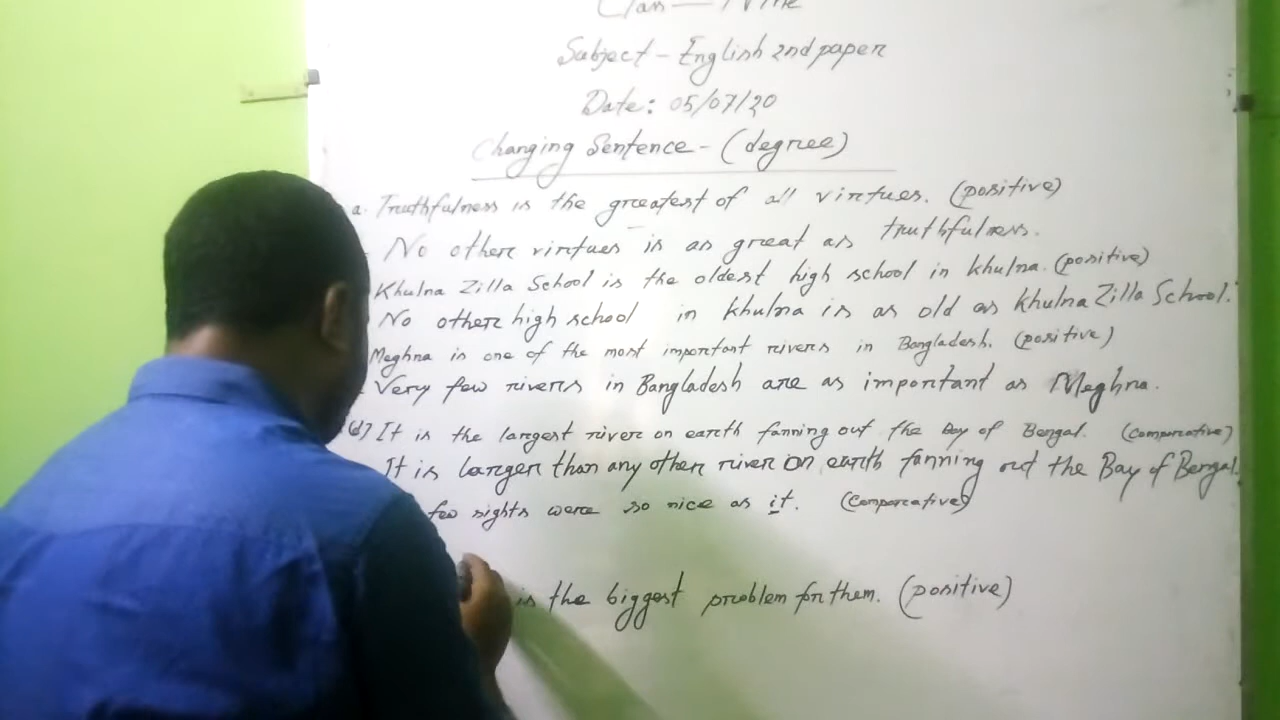 Class — Nine
Subject - English 2nd paper
Date: 05/07/20
Changing Sentence - (degree)
a. Truthfulness is the greatest of all virtues. (positive)
No other virtues is as great as truthfulness.
Khulna Zilla School is the oldest high school in Khulna. (positive)
No other high school in Khulna is as old as Khulna Zilla School.
Meghna is one of the most important rivers in Bangladesh. (positive)
Very few rivers in Bangladesh are as important as Meghna.
(d) It is the largest river on earth fanning out the Bay of Bengal. (Comparative)
It is larger than any other river on earth fanning out the Bay of Bengal.
few sights were so nice as it. (Comparative)
is the biggest problem for them. (positive)